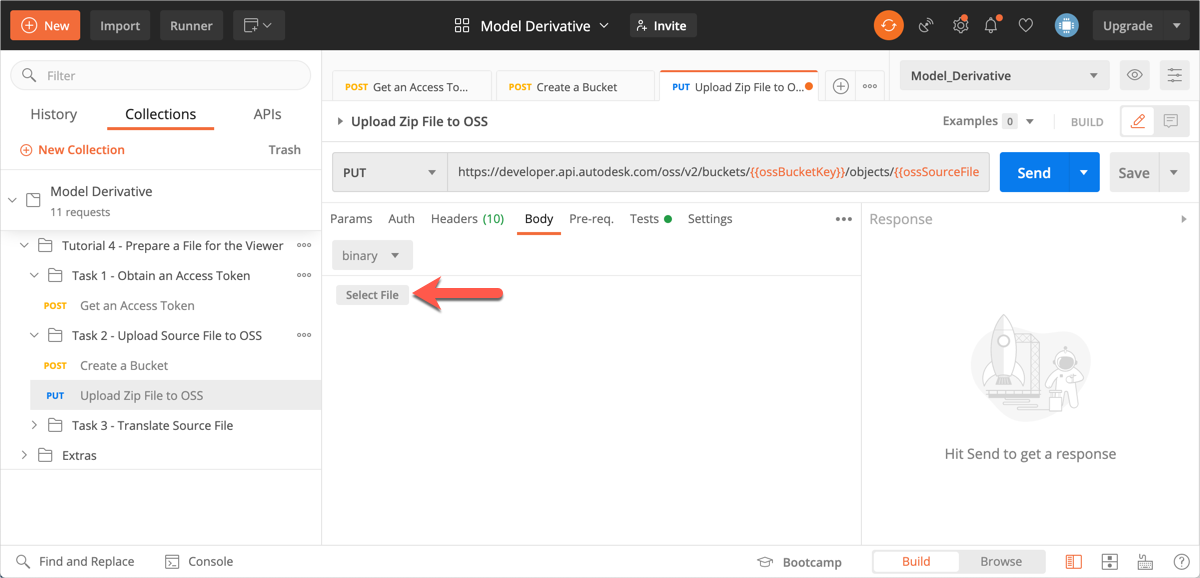 New
Import
Runner
Model Derivative
Invite
Upgrade
Filter
History
Collections
APIs
New Collection
Trash
Model Derivative
11 requests
Tutorial 4 - Prepare a File for the Viewer
Task 1 - Obtain an Access Token
POST Get an Access Token
Task 2 - Upload Source File to OSS
POST Create a Bucket
PUT Upload Zip File to OSS
Task 3 - Translate Source File
Extras
POST Get an Access To...
POST Create a Bucket
PUT Upload Zip File to O...
Model_Derivative
Upload Zip File to OSS
Examples 0
BUILD
PUT
https://developer.api.autodesk.com/oss/v2/buckets/{{ossBucketKey}}/objects/{{ossSourceFile
Send
Save
Params
Auth
Headers (10)
Body
Pre-req.
Tests
Settings
Response
binary
Select File
Hit Send to get a response
Find and Replace
Console
Bootcamp
Build
Browse